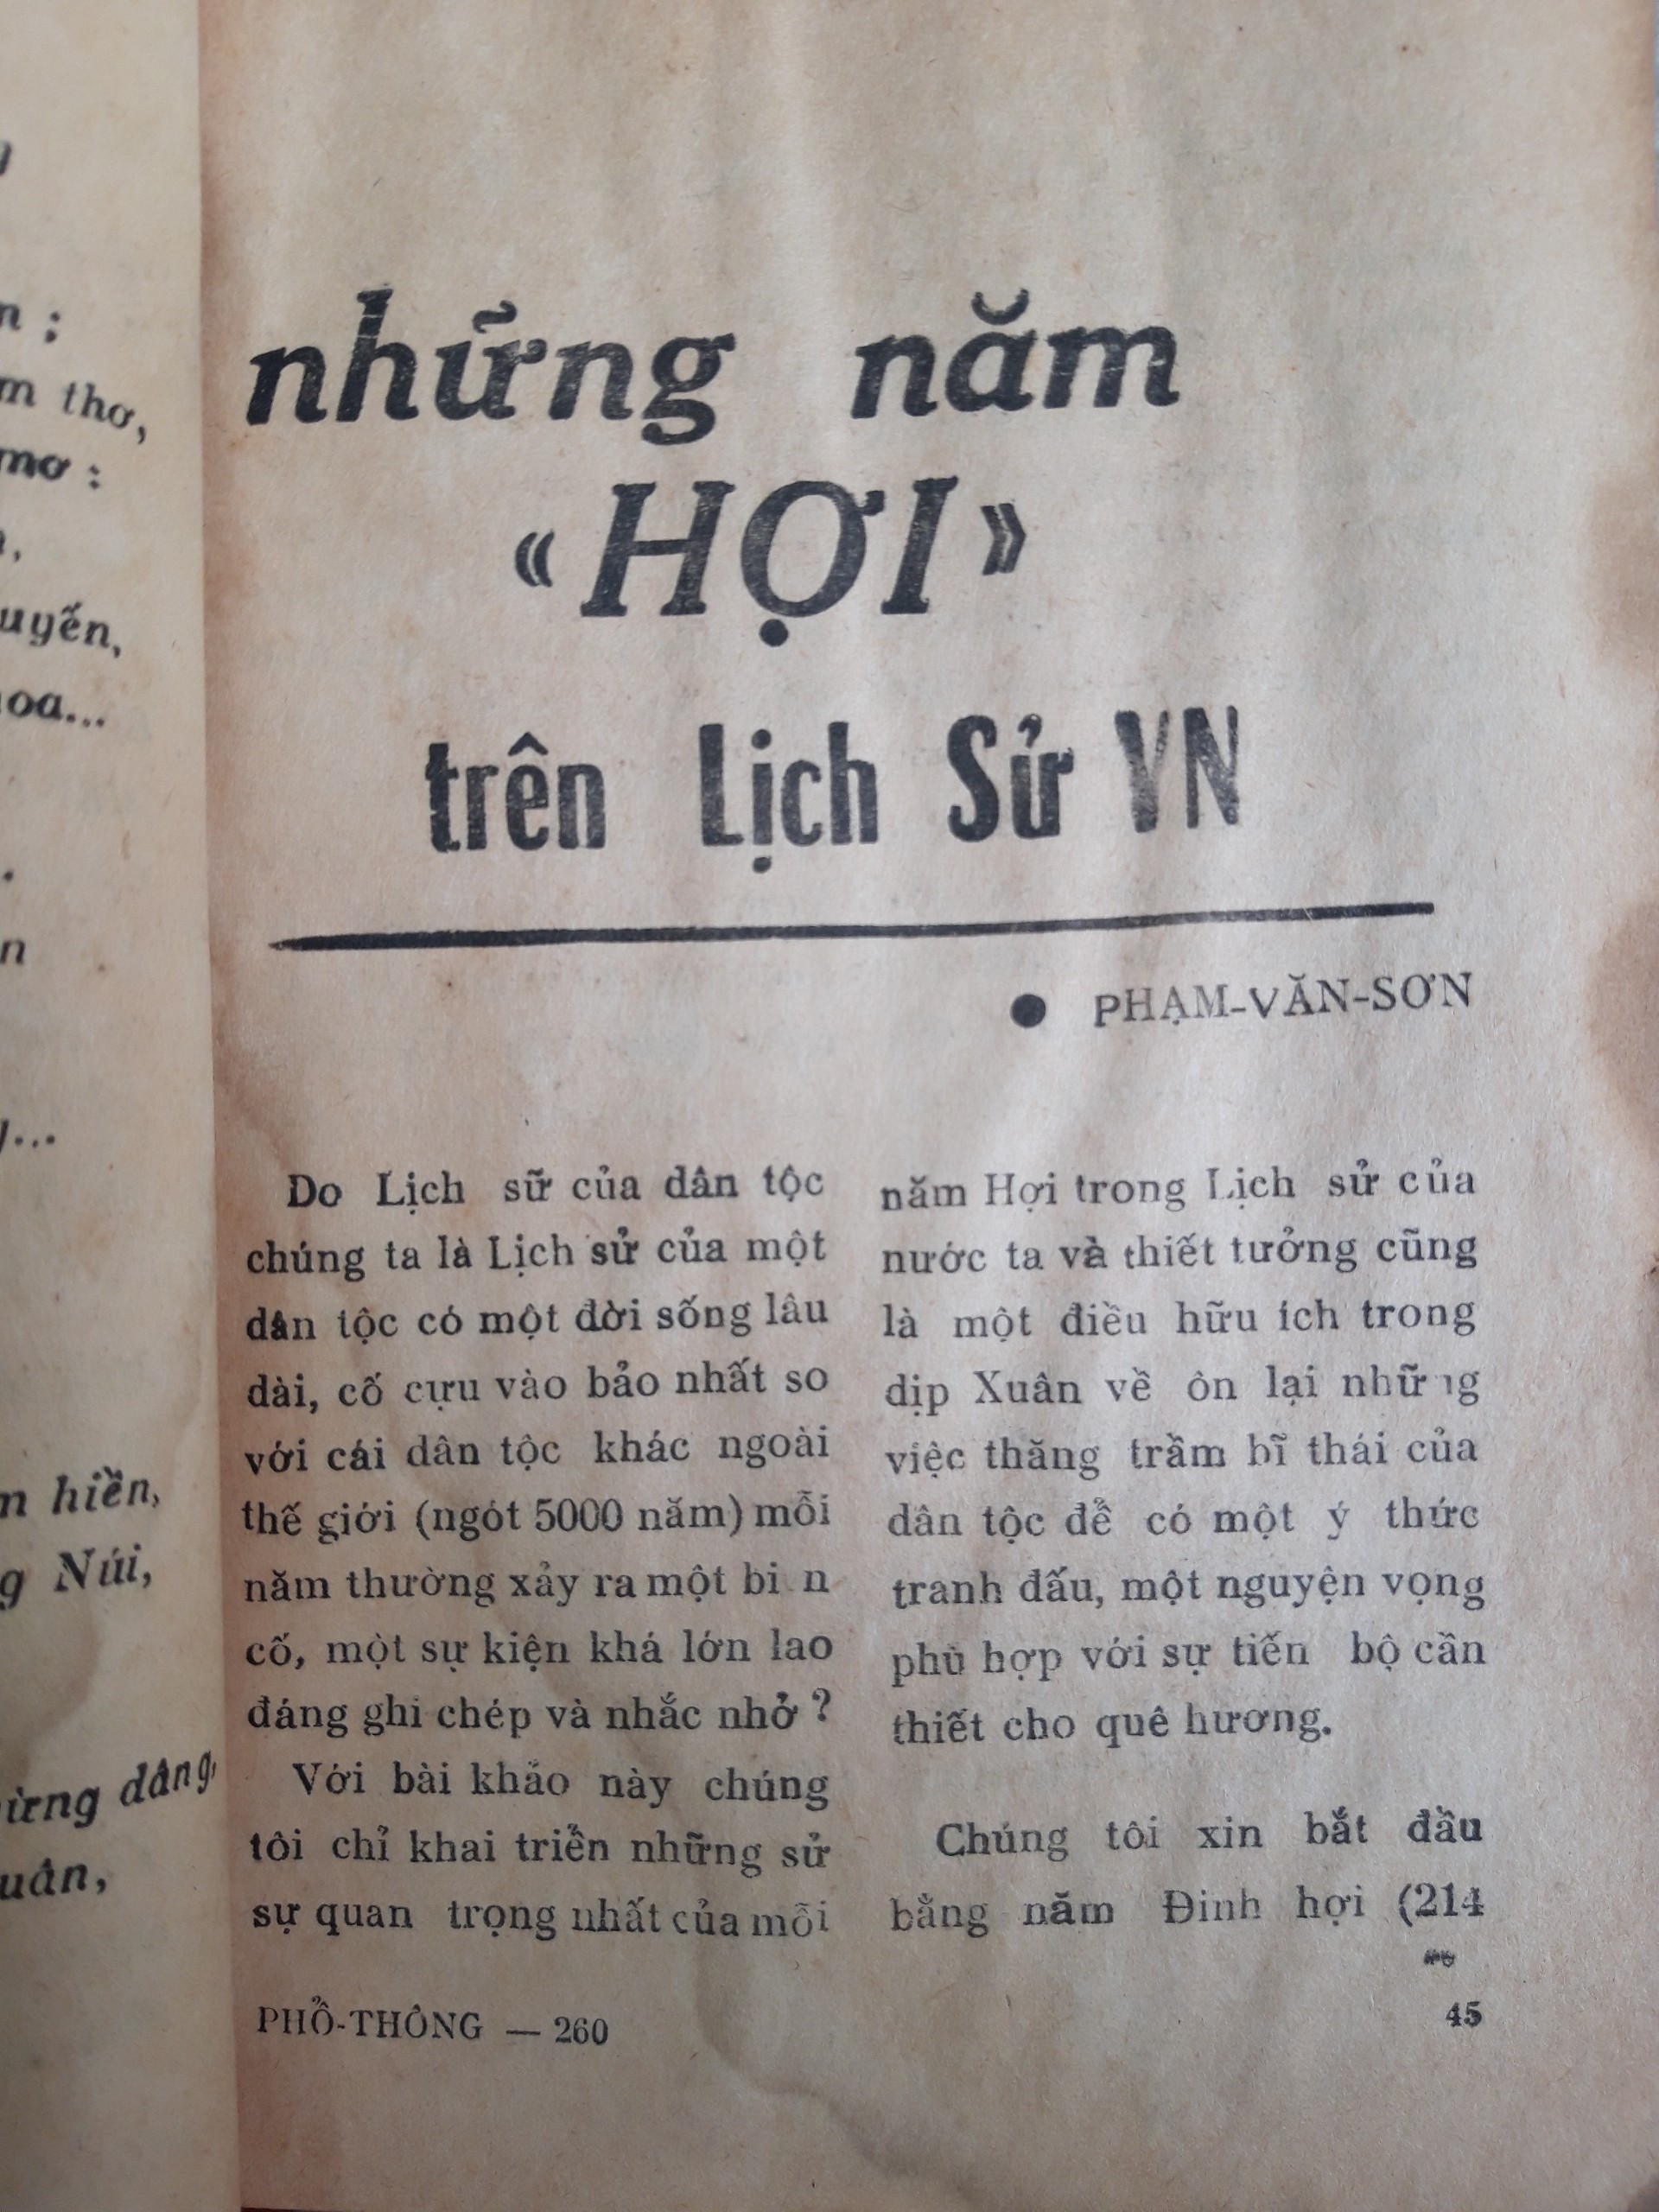 n ;
m thơ,
mơ :
uyến,
hoa...
n
m hiền,
g Núi,
ừng dâng,
uân,
những năm
« HỢI »
trên Lịch Sử VN
● PHẠM-VĂN-SƠN
Do Lịch sữ của dân tộc
chúng ta là Lịch sử của một
dân tộc có một đời sống lâu
dài, cố cựu vào bảo nhất so
với cái dân tộc khác ngoài
thế giới (ngót 5000 năm) mỗi
năm thường xảy ra một bi n
cố, một sự kiện khá lớn lao
đáng ghi chép và nhắc nhở ?
Với bài khảo này chúng
tôi chỉ khai triển những sử
sự quan trọng nhất của mỗi
năm Hợi trong Lịch sử của
nước ta và thiết tưởng cũng
là một điều hữu ích trong
dịp Xuân về ôn lại những
việc thăng trầm bĩ thái của
dân tộc để có một ý thức
tranh đấu, một nguyện vọng
phù hợp với sự tiến bộ cần
thiết cho quê hương.
Chúng tôi xin bắt đầu
bằng năm Đinh hợi (214
PHỔ-THÔNG — 260
45